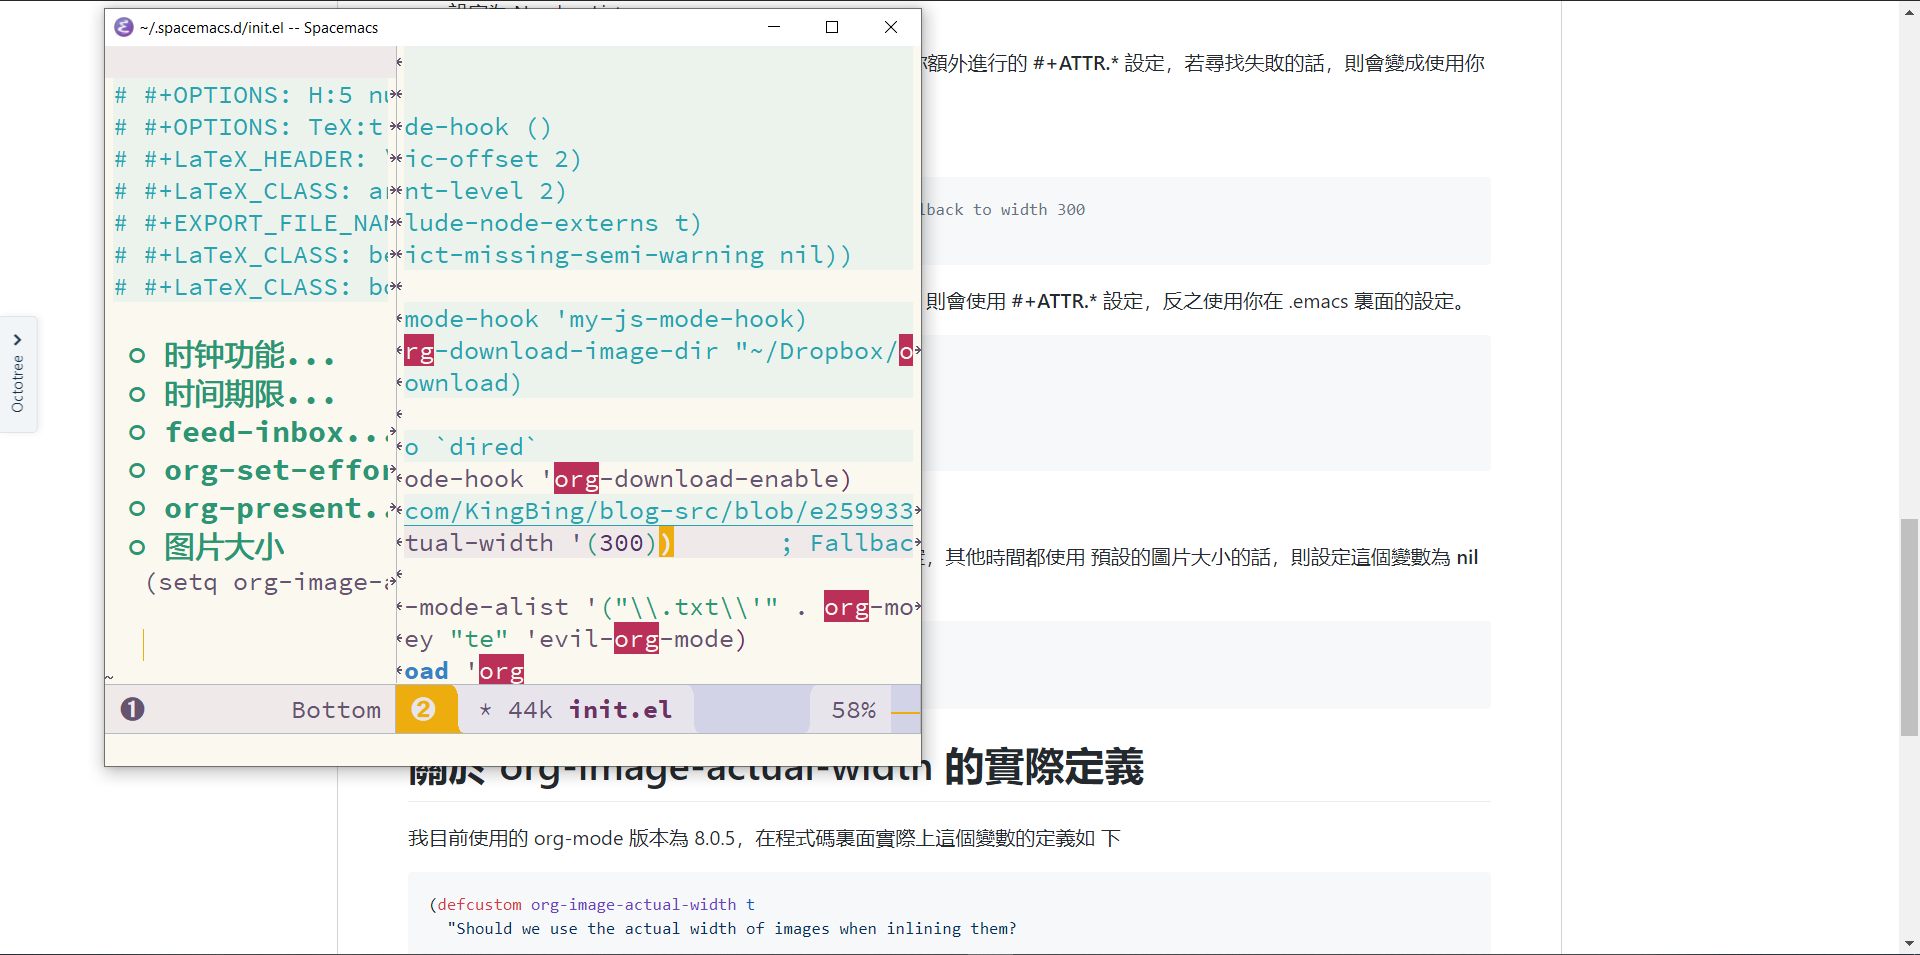 ~/.spacemacs.d/init.el -- Spacemacs
# #+OPTIONS: H:5
# #+OPTIONS: TeX:t
# #+LaTeX_HEADER:
# #+LaTeX_CLASS:
# #+EXPORT_FILE_NAM
# #+LaTeX_CLASS: be
# #+LaTeX_CLASS:
时钟功能...
时间期限...
feed-inbox...
org-set-effor
org-present..
图片大小
(setq org-image-a
~
1 Bottom
de-hook ()
ic-offset 2)
nt-level 2)
lude-node-externs t)
ict-missing-semi-warning nil))
mode-hook 'my-js-mode-hook)
rg-download-image-dir "~/Dropbox/o
ownload)
o `dired`
ode-hook 'org-download-enable)
com/KingBing/blog-src/blob/e259933
tual-width '(300)) ; Fallbac
-mode-alist '("\\.txt\\'" . org-mo
ey "te" 'evil-org-mode)
oad 'org
2 * 44k init.el 58%
Octotree
額外進行的 #+ATTR.* 設定，若尋找失敗的話，則會變成使用你
lback to width 300
則會使用 #+ATTR.* 設定，反之使用你在 .emacs 裏面的設定。
，其他時間都使用 預設的圖片大小的話，則設定這個變數為 nil
關於 org-image-actual-width 的實際定義
我目前使用的 org-mode 版本為 8.0.5，在程式碼裏面實際上這個變數的定義如 下
(defcustom org-image-actual-width t
"Should we use the actual width of images when inlining them?